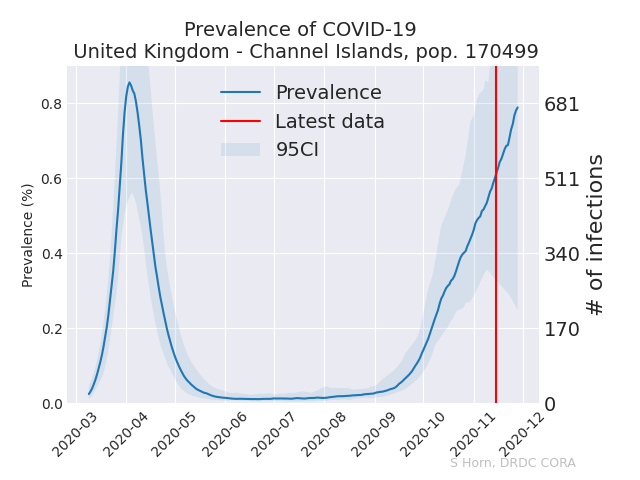 Prevalence of COVID-19
United Kingdom - Channel Islands, pop. 170499
Prevalence
Latest data
95CI
Prevalence (%)
0.8
0.6
0.4
0.2
0.0
681
511
340
170
0
# of infections
2020-03
2020-04
2020-05
2020-06
2020-07
2020-08
2020-09
2020-10
2020-11
2020-12
S Horn, DRDC CORA